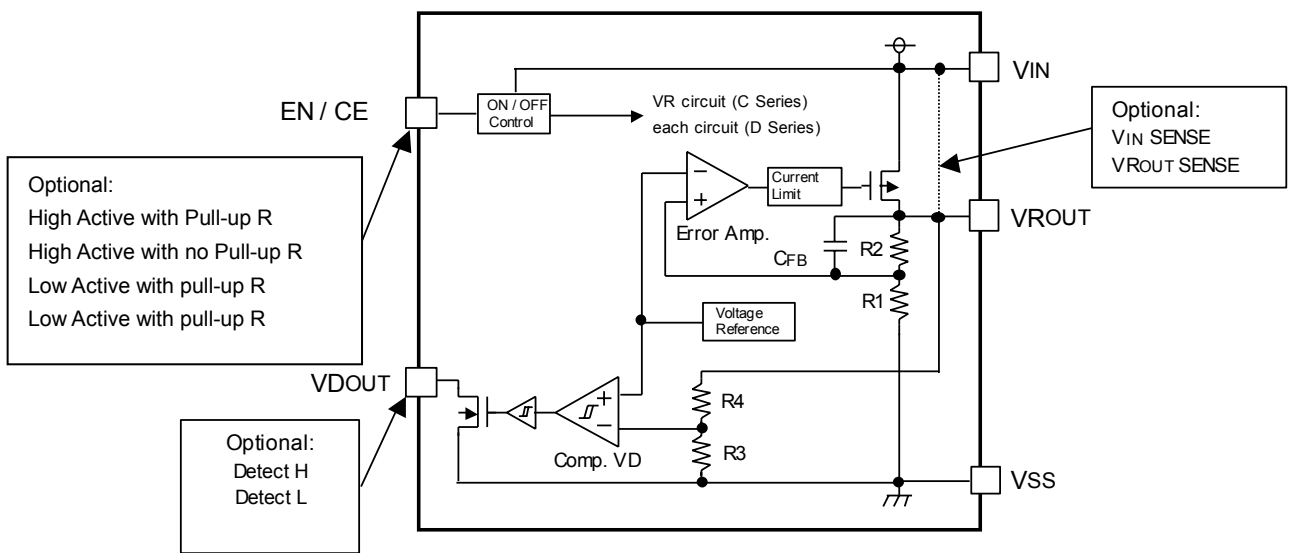 VIN
EN / CE
ON / OFF
Control
VR circuit (C Series)
each circuit (D Series)
Optional:
VIN SENSE
VROUT SENSE
Optional:
High Active with Pull-up R
High Active with no Pull-up R
Low Active with pull-up R
Low Active with pull-up R
−
+
Error Amp.
Current
Limit
VROUT
CFB
R2
R1
Voltage
Reference
VDOUT
+
−
Comp. VD
R4
R3
Optional:
Detect H
Detect L
VSS